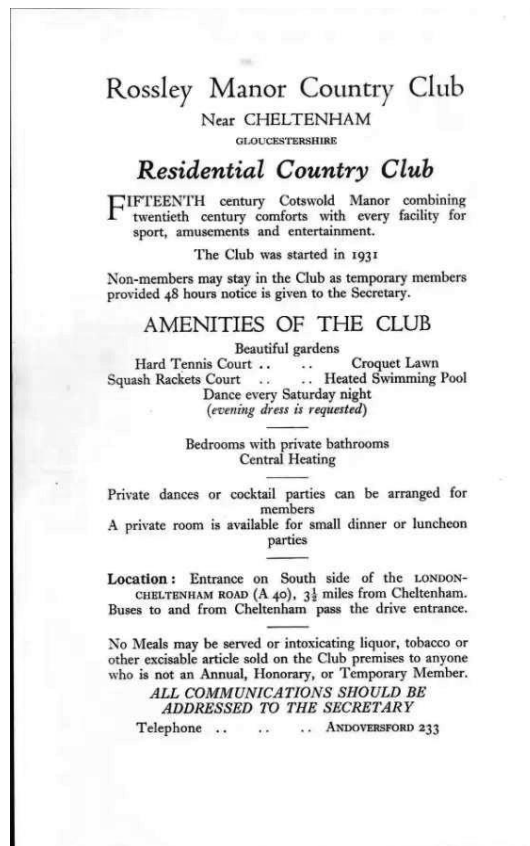 Rossley Manor Country Club
Near CHELTENHAM
GLOUCESTERSHIRE
Residential Country Club
FIFTEENTH century Cotswold Manor combining
twentieth century comforts with every facility for
sport, amusements and entertainment.
The Club was started in 1931
Non-members may stay in the Club as temporary members
provided 48 hours notice is given to the Secretary.
AMENITIES OF THE CLUB
Beautiful gardens
Hard Tennis Court .. .. Croquet Lawn
Squash Rackets Court .. .. Heated Swimming Pool
Dance every Saturday night
(evening dress is requested)
Bedrooms with private bathrooms
Central Heating
Private dances or cocktail parties can be arranged for
members
A private room is available for small dinner or luncheon
parties
Location : Entrance on South side of the LONDON-
CHELTENHAM ROAD (A 40), 3½ miles from Cheltenham.
Buses to and from Cheltenham pass the drive entrance.
No Meals may be served or intoxicating liquor, tobacco or
other excisable article sold on the Club premises to anyone
who is not an Annual, Honorary, or Temporary Member.
ALL COMMUNICATIONS SHOULD BE
ADDRESSED TO THE SECRETARY
Telephone .. .. .. ANDOVERSFORD 233